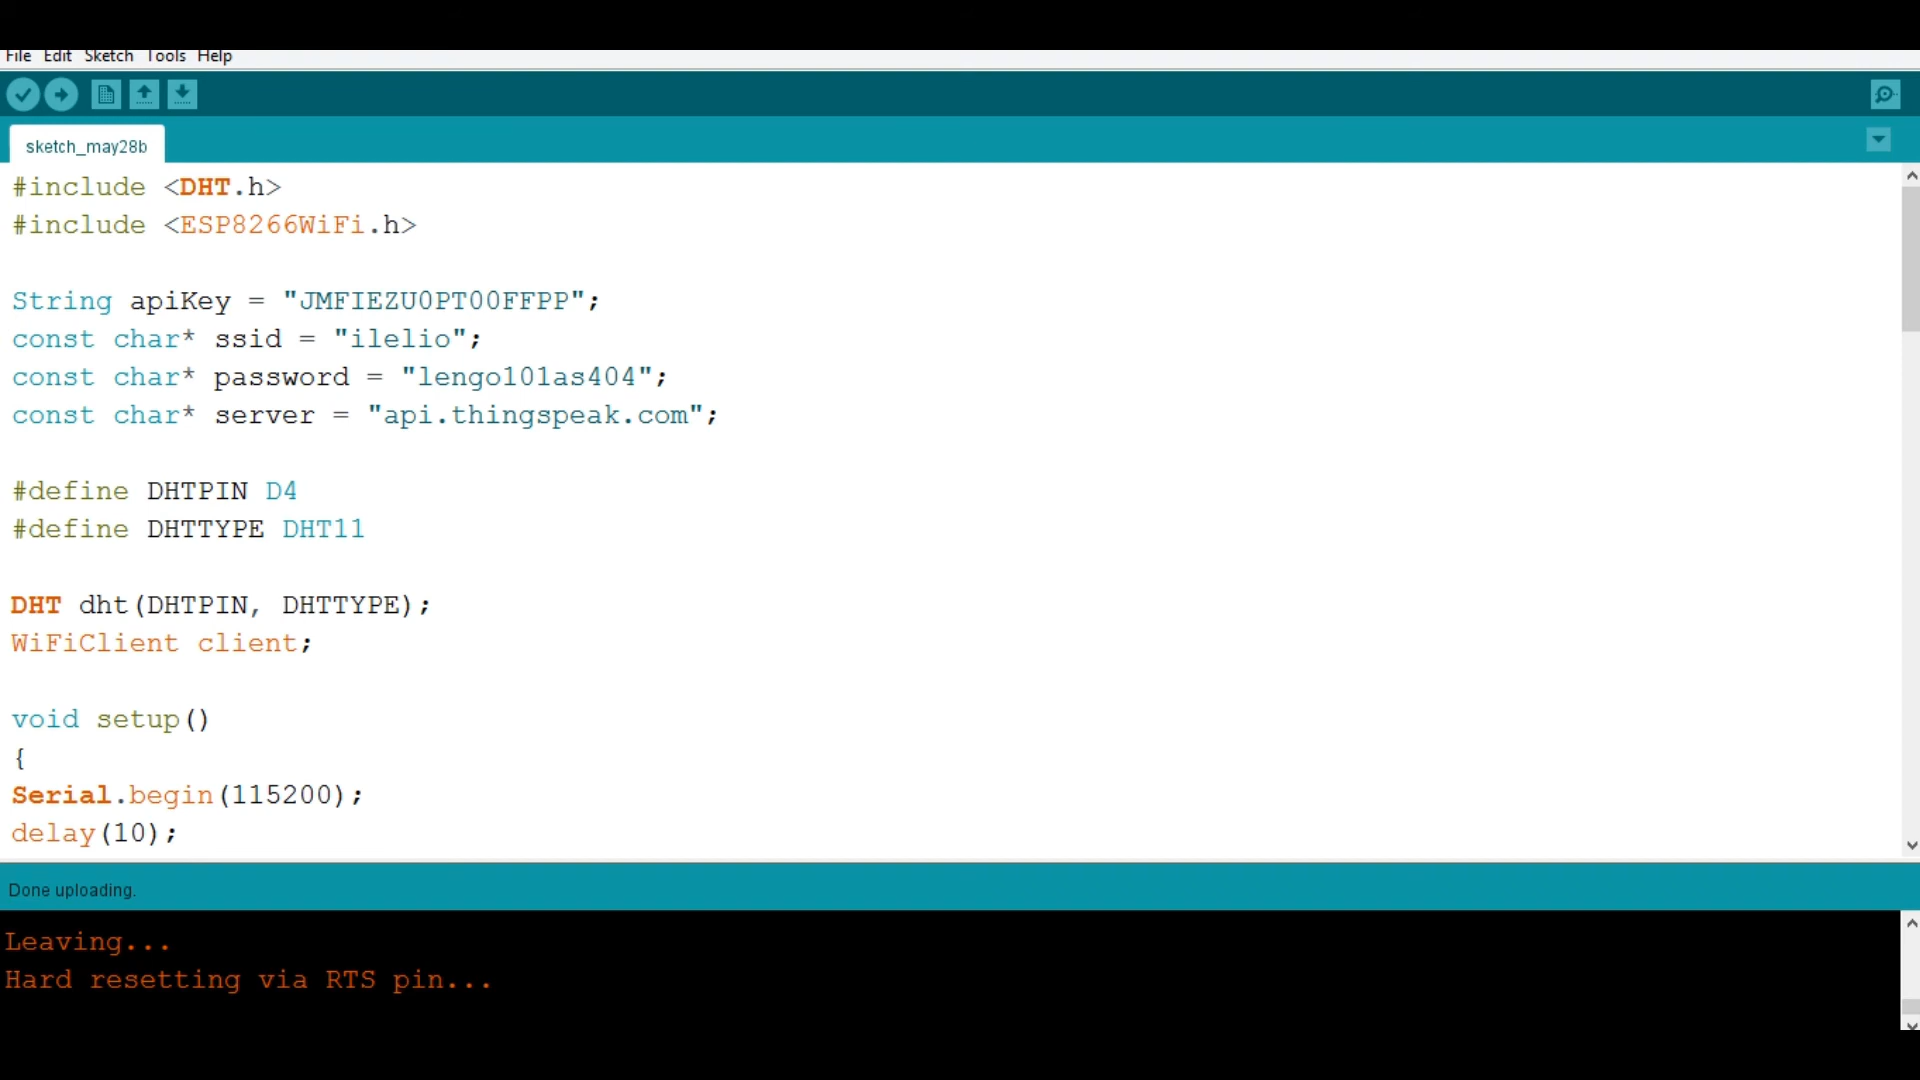 File Edit Sketch Tools Help
sketch_may28b
#include <DHT.h>
#include <ESP8266WiFi.h>
String apiKey = "JMFIEZU0PT00FFPP";
const char* ssid = "ilelio";
const char* password = "lengo101as404";
const char* server = "api.thingspeak.com";
#define DHTPIN D4
#define DHTTYPE DHT11
DHT dht(DHTPIN, DHTTYPE);
WiFiClient client;
void setup()
{
Serial.begin(115200);
delay(10);
Done uploading.
Leaving...
Hard resetting via RTS pin...